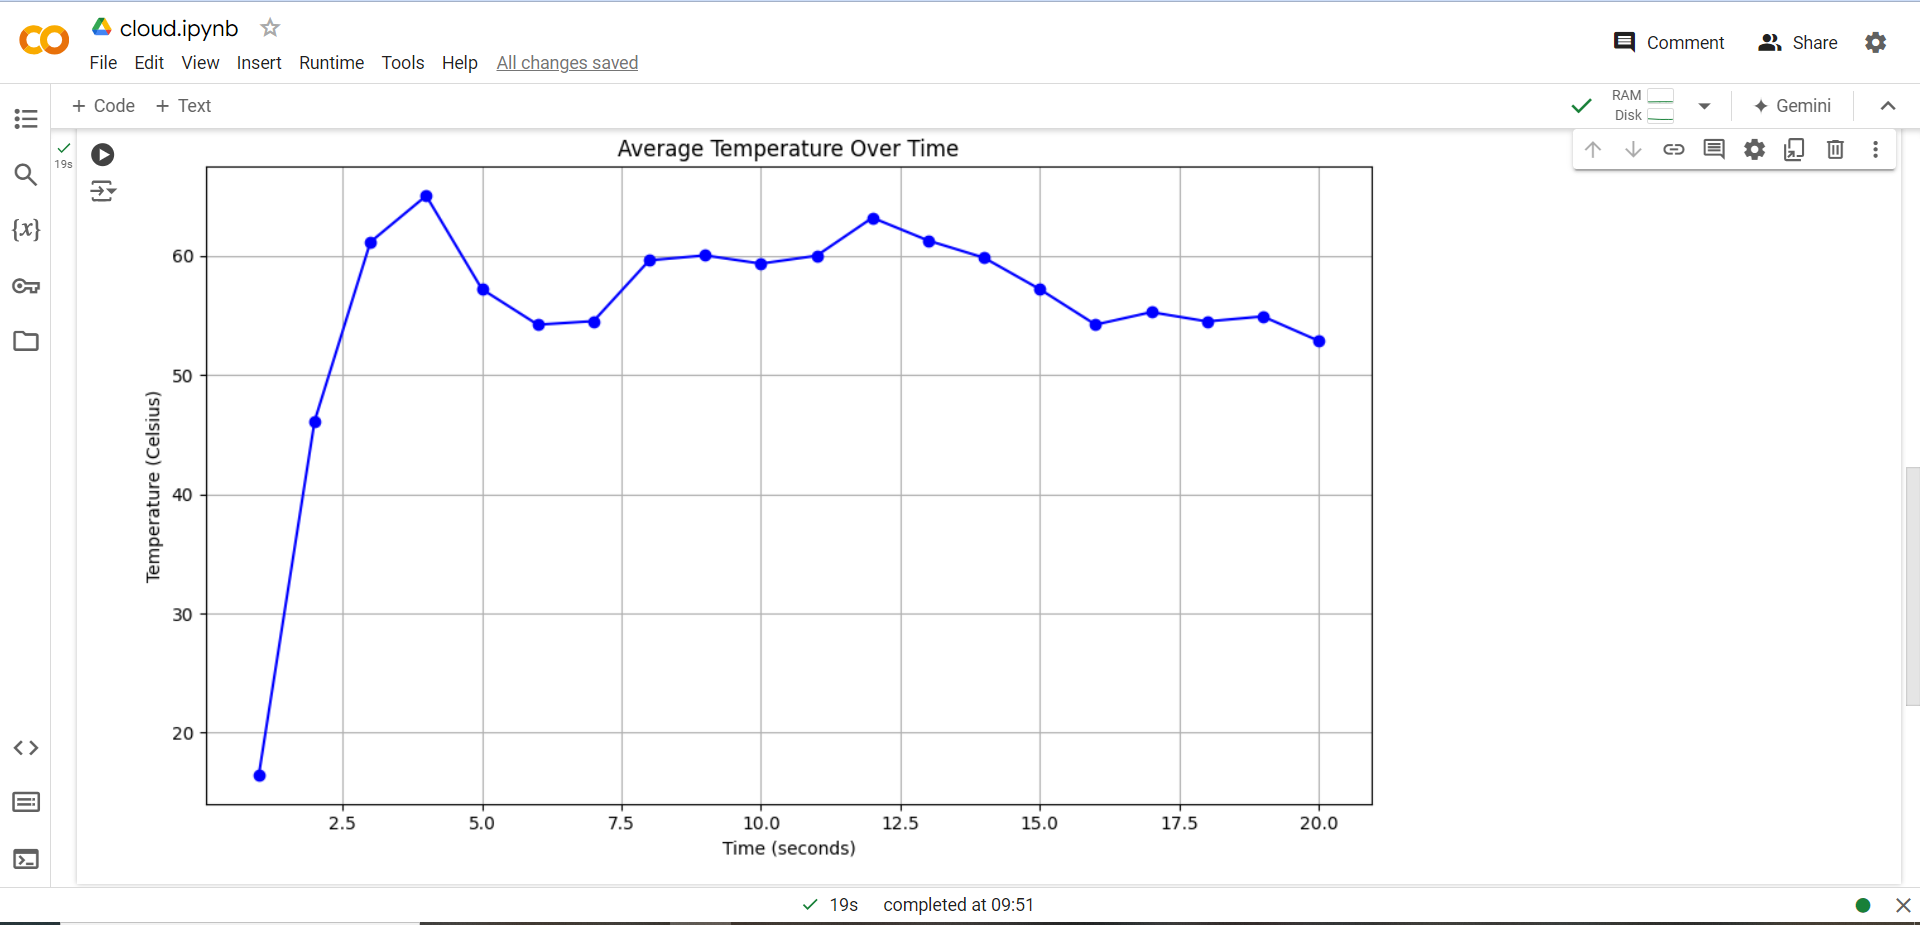 cloud.ipynb
File Edit View Insert Runtime Tools Help All changes saved
Comment Share
+ Code + Text
RAM
Disk
Gemini
19s
{x}
Average Temperature Over Time
60
50
40
30
20
Temperature (Celsius)
2.5 5.0 7.5 10.0 12.5 15.0 17.5 20.0
Time (seconds)
19s completed at 09:51